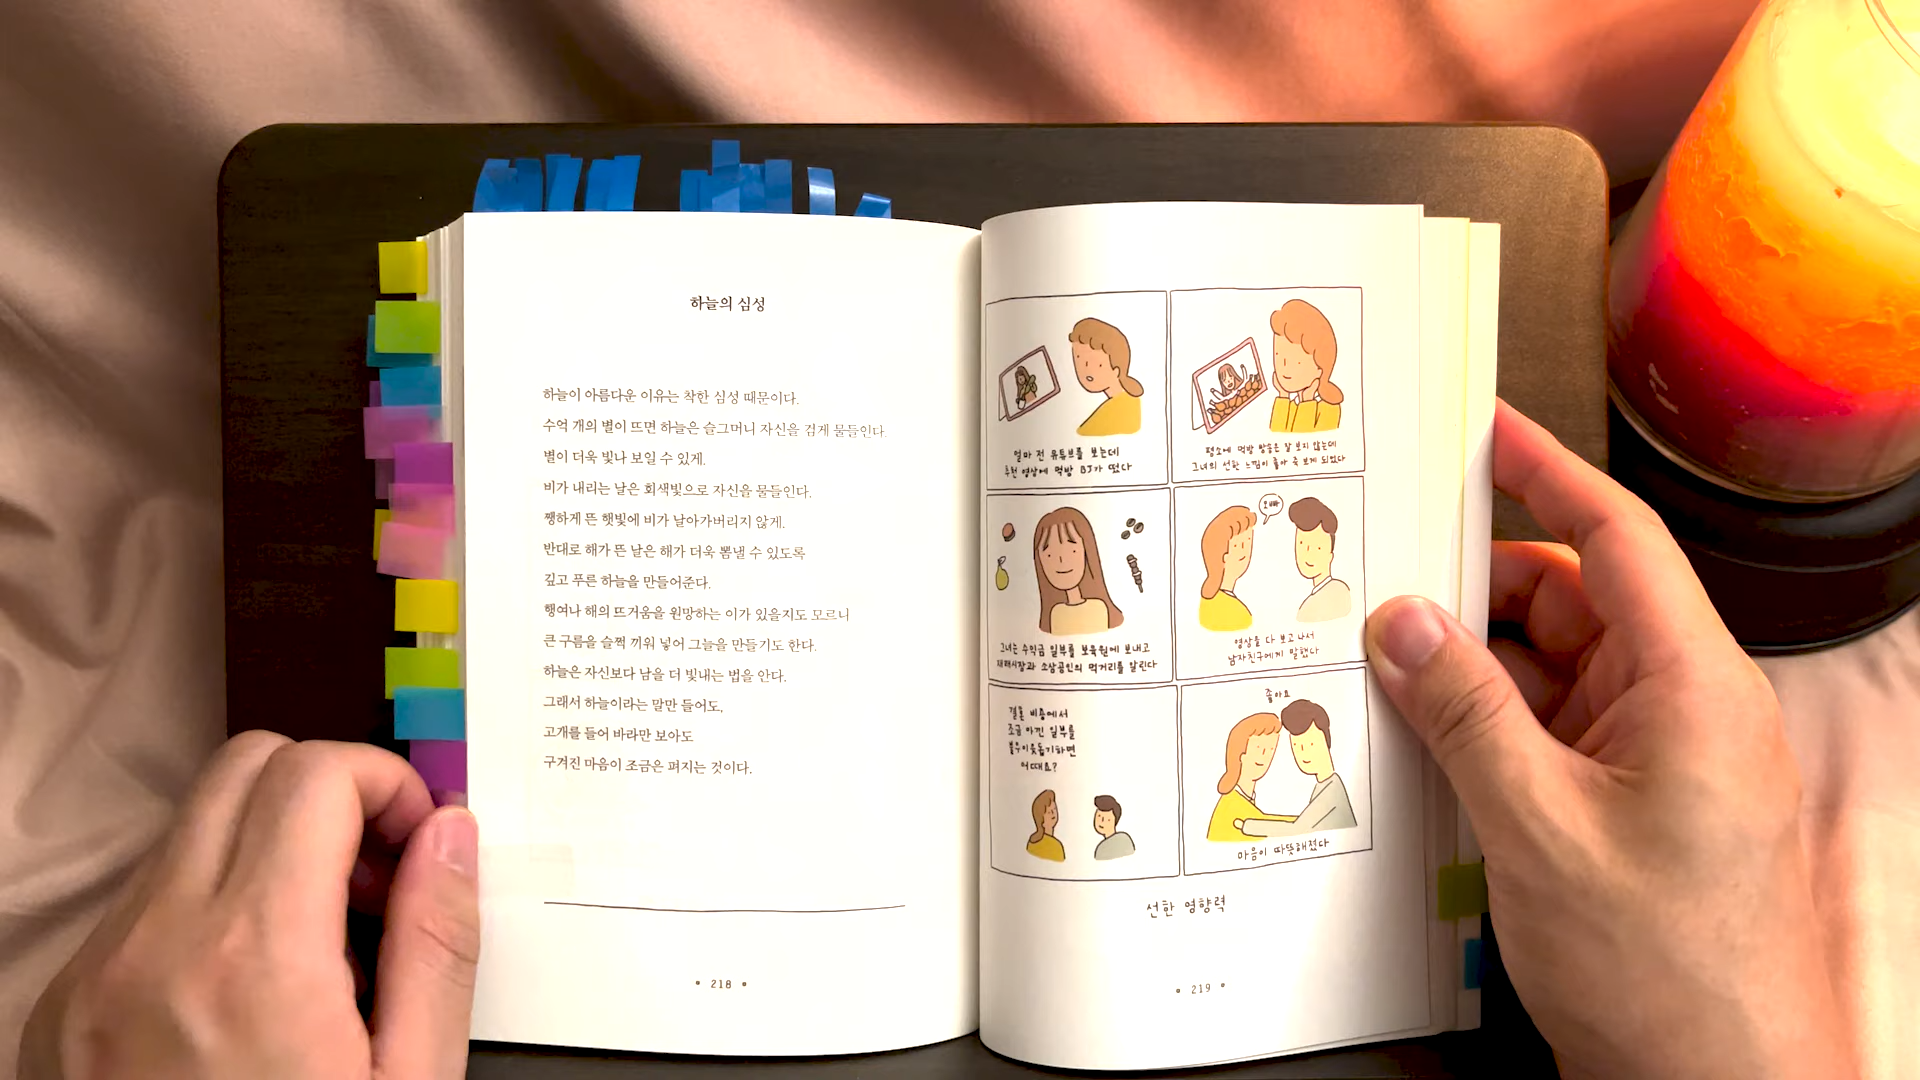 하늘의 심성
하늘이 아름다운 이유는 착한 심성 때문이다.
수억 개의 별이 뜨면 하늘은 슬그머니 자신을 검게 물들인다.
별이 더욱 빛나 보일 수 있게.
비가 내리는 날은 회색빛으로 자신을 물들인다.
쨍하게 뜬 햇빛에 비가 날아가버리지 않게.
반대로 해가 뜬 날은 해가 더욱 뽐낼 수 있도록
깊고 푸른 하늘을 만들어준다.
행여나 해의 뜨거움을 원망하는 이가 있을지도 모르니
큰 구름을 슬쩍 끼워 넣어 그늘을 만들기도 한다.
하늘은 자신보다 남을 더 빛내는 법을 안다.
그래서 하늘이라는 말만 들어도,
고개를 들어 바라만 보아도
구겨진 마음이 조금은 펴지는 것이다.
218
얼마 전 유튜브를 보는데
추천 영상에 먹방 BJ가 떴다
평소에 먹방 방송은 잘 보지 않는데
그녀의 선한 느낌이 좋아 죽 보게 되었다
그녀는 수익금 일부를 보육원에 보내고
재래시장과 소상공인의 먹거리를 알린다
오빠
영상을 다 보고 나서
남자친구에게 말했다
결혼 비용에서
조금 아낀 일부를
불우이웃돕기하면
어때요?
좋아요
마음이 따뜻해졌다
선한 영향력
219